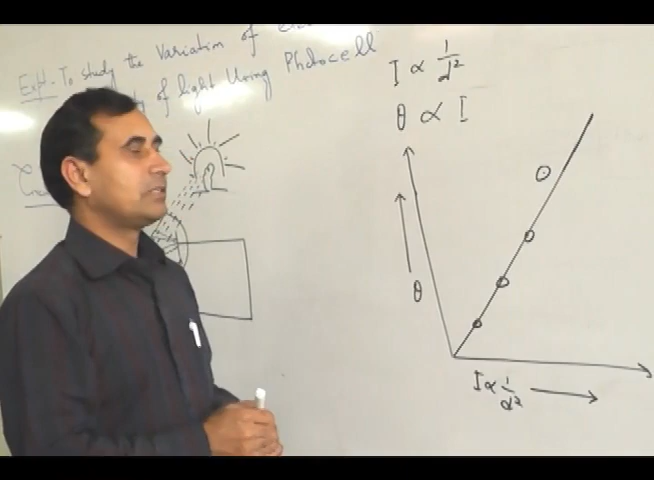 Exp - To study the Variation of
of light Using Photocell
I ∝ 1/d²
θ ∝ I
θ
I ∝ 1/d²